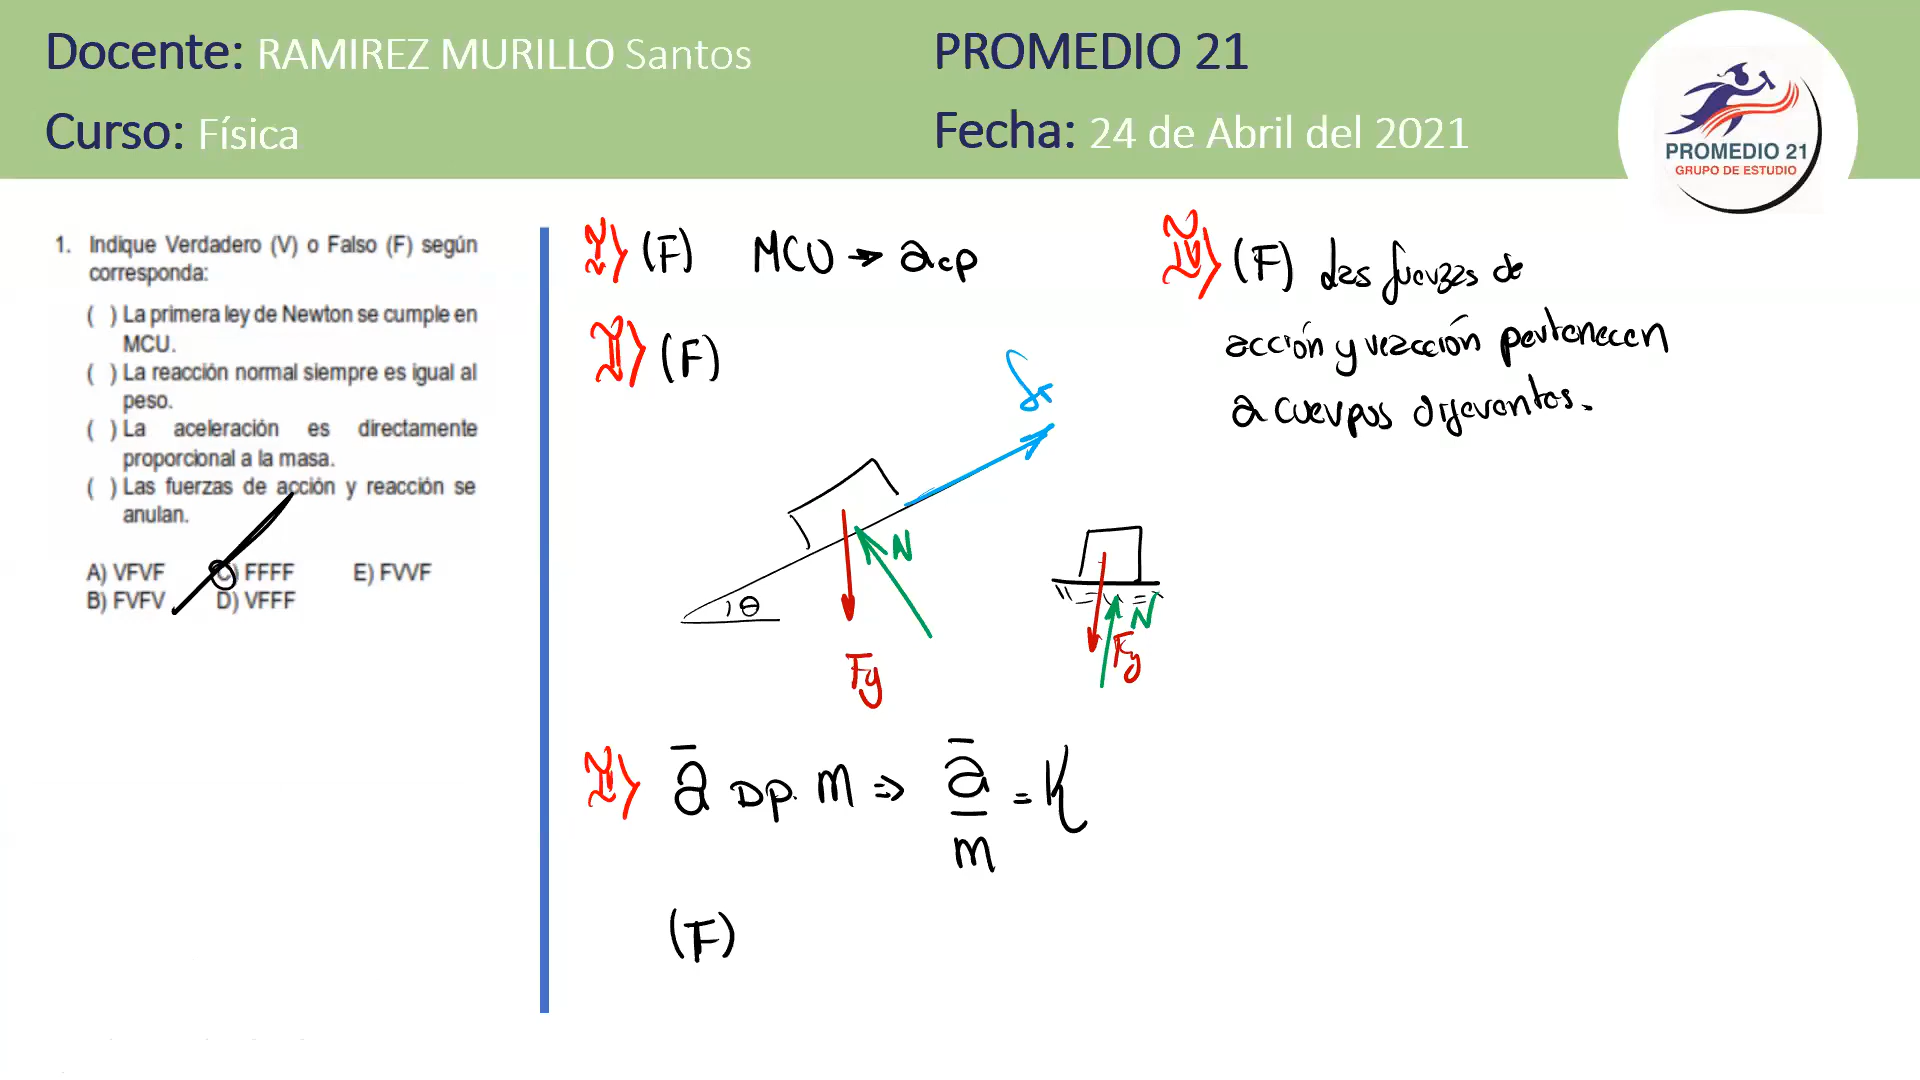 Docente: RAMIREZ MURILLO Santos
PROMEDIO 21
Curso: Física
Fecha: 24 de Abril del 2021
PROMEDIO 21
GRUPO DE ESTUDIO
1. Indique Verdadero (V) o Falso (F) según
corresponda:
( ) La primera ley de Newton se cumple en
MCU.
( ) La reacción normal siempre es igual al
peso.
( ) La aceleración es directamente
proporcional a la masa.
( ) Las fuerzas de acción y reacción se
anulan.
A) VFVF C) FFFF E) FVVF
B) FVFV D) VFFF
I) (F) MCU → acp
II) (F)
N
θ
Fg
N
Fg
a DP. m ⇒ a/m = K
(F)
IV) (F) Las fuerzas de
acción y reacción pertenecen
a cuerpos diferentes.